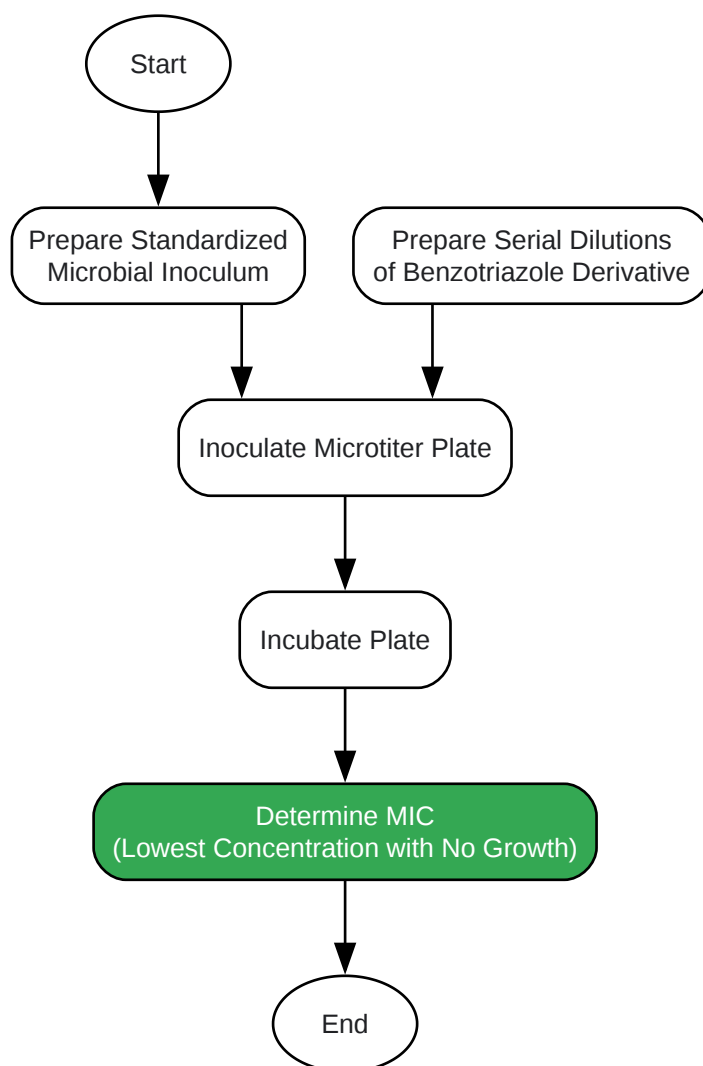 Start
Prepare Standardized
Microbial Inoculum
Prepare Serial Dilutions
of Benzotriazole Derivative
Inoculate Microtiter Plate
Incubate Plate
Determine MIC
(Lowest Concentration with No Growth)
End